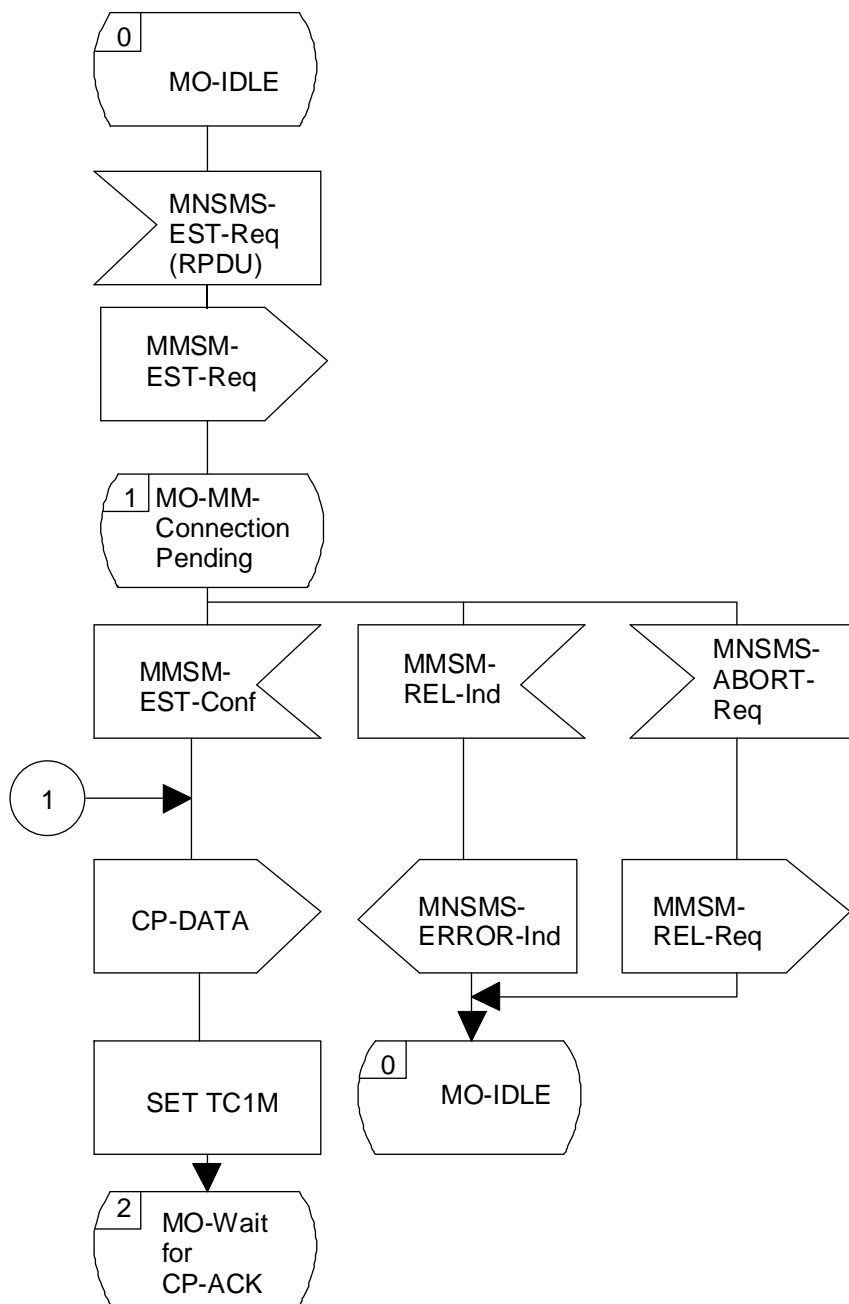 0
MO-IDLE
MNSMS-
EST-Req
(RPDU)
MMSM-
EST-Req
1
MO-MM-
Connection
Pending
MMSM-
EST-Conf
MMSM-
REL-Ind
MNSMS-
ABORT-
Req
1
CP-DATA
MNSMS-
ERROR-Ind
MMSM-
REL-Req
SET TC1M
0
MO-IDLE
2
MO-Wait
for
CP-ACK